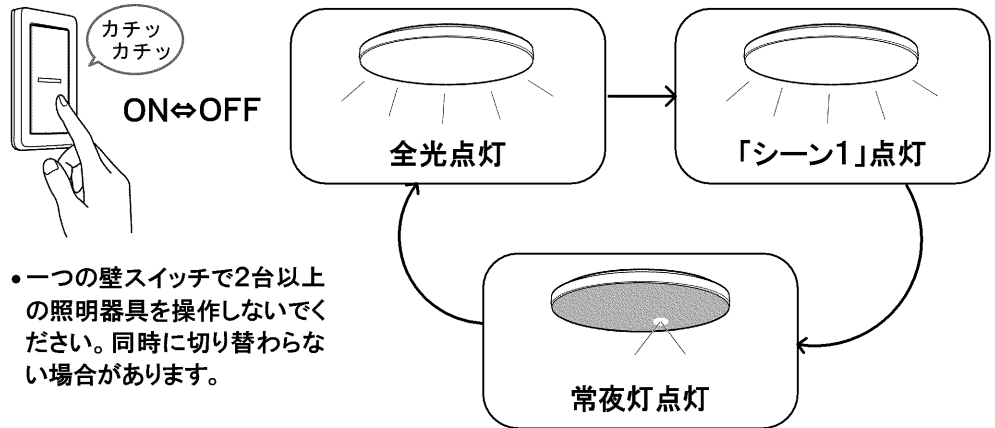 カチッ
カチッ
ON⇔OFF
全光点灯
「シーン1」点灯
常夜灯点灯
•一つの壁スイッチで2台以上
の照明器具を操作しないでく
ださい。同時に切り替わらな
い場合があります。